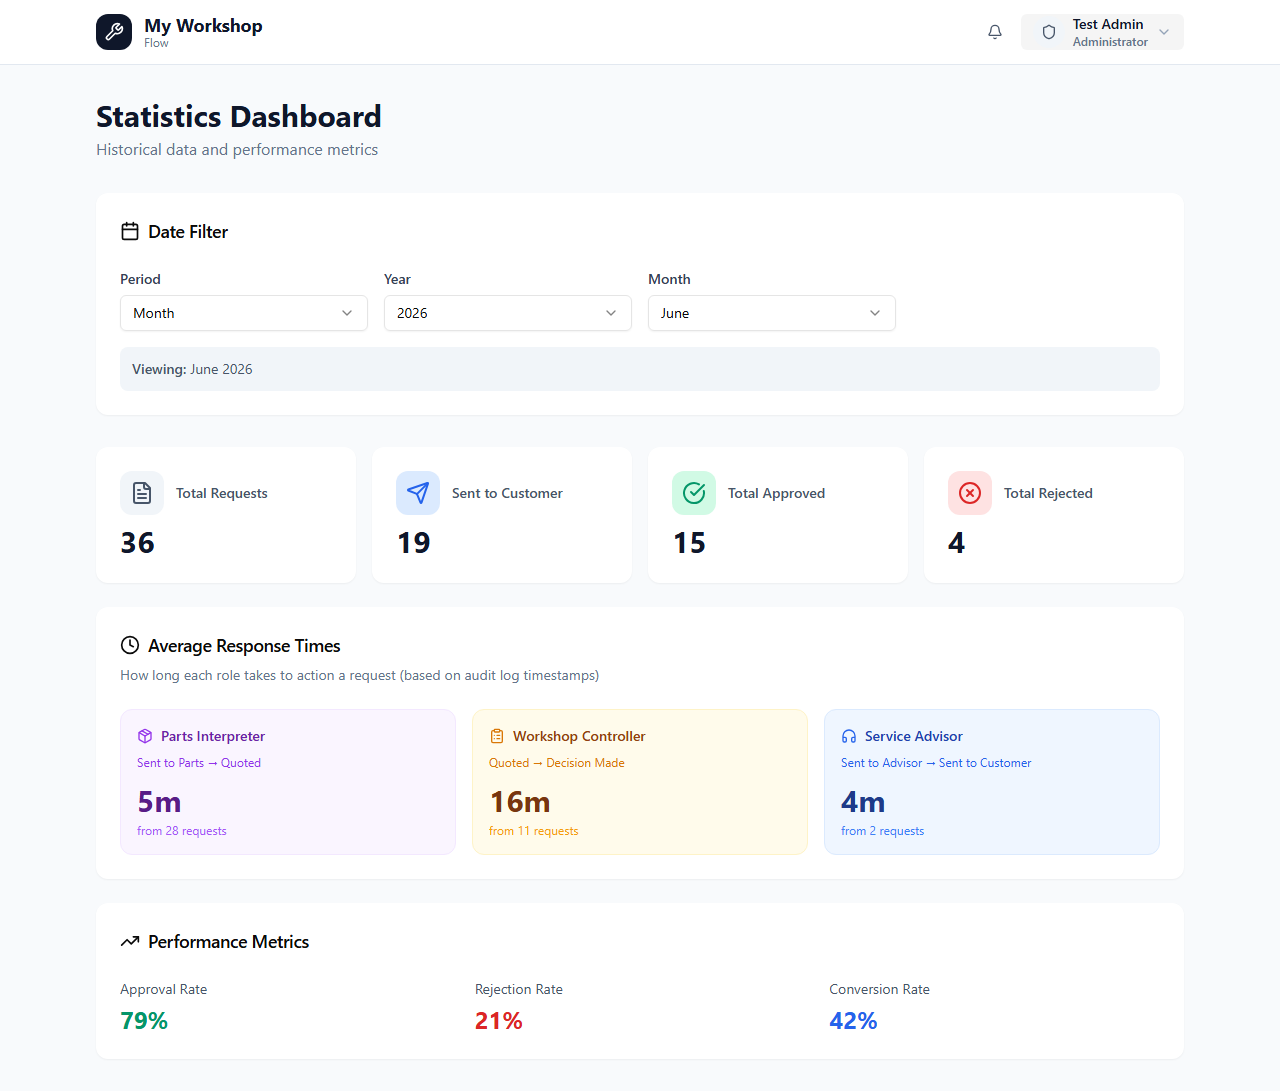 My Workshop
Flow
Test Admin
Administrator
Statistics Dashboard
Historical data and performance metrics
Date Filter
Period
Year
Month
Month
2026
June
Viewing: June 2026
Total Requests
Sent to Customer
Total Approved
Total Rejected
36
19
15
4
Average Response Times
How long each role takes to action a request (based on audit log timestamps)
Parts Interpreter
Sent to Parts → Quoted
5m
from 28 requests
Workshop Controller
Quoted → Decision Made
16m
from 11 requests
Service Advisor
Sent to Advisor → Sent to Customer
4m
from 2 requests
Performance Metrics
Approval Rate
Rejection Rate
Conversion Rate
79%
21%
42%